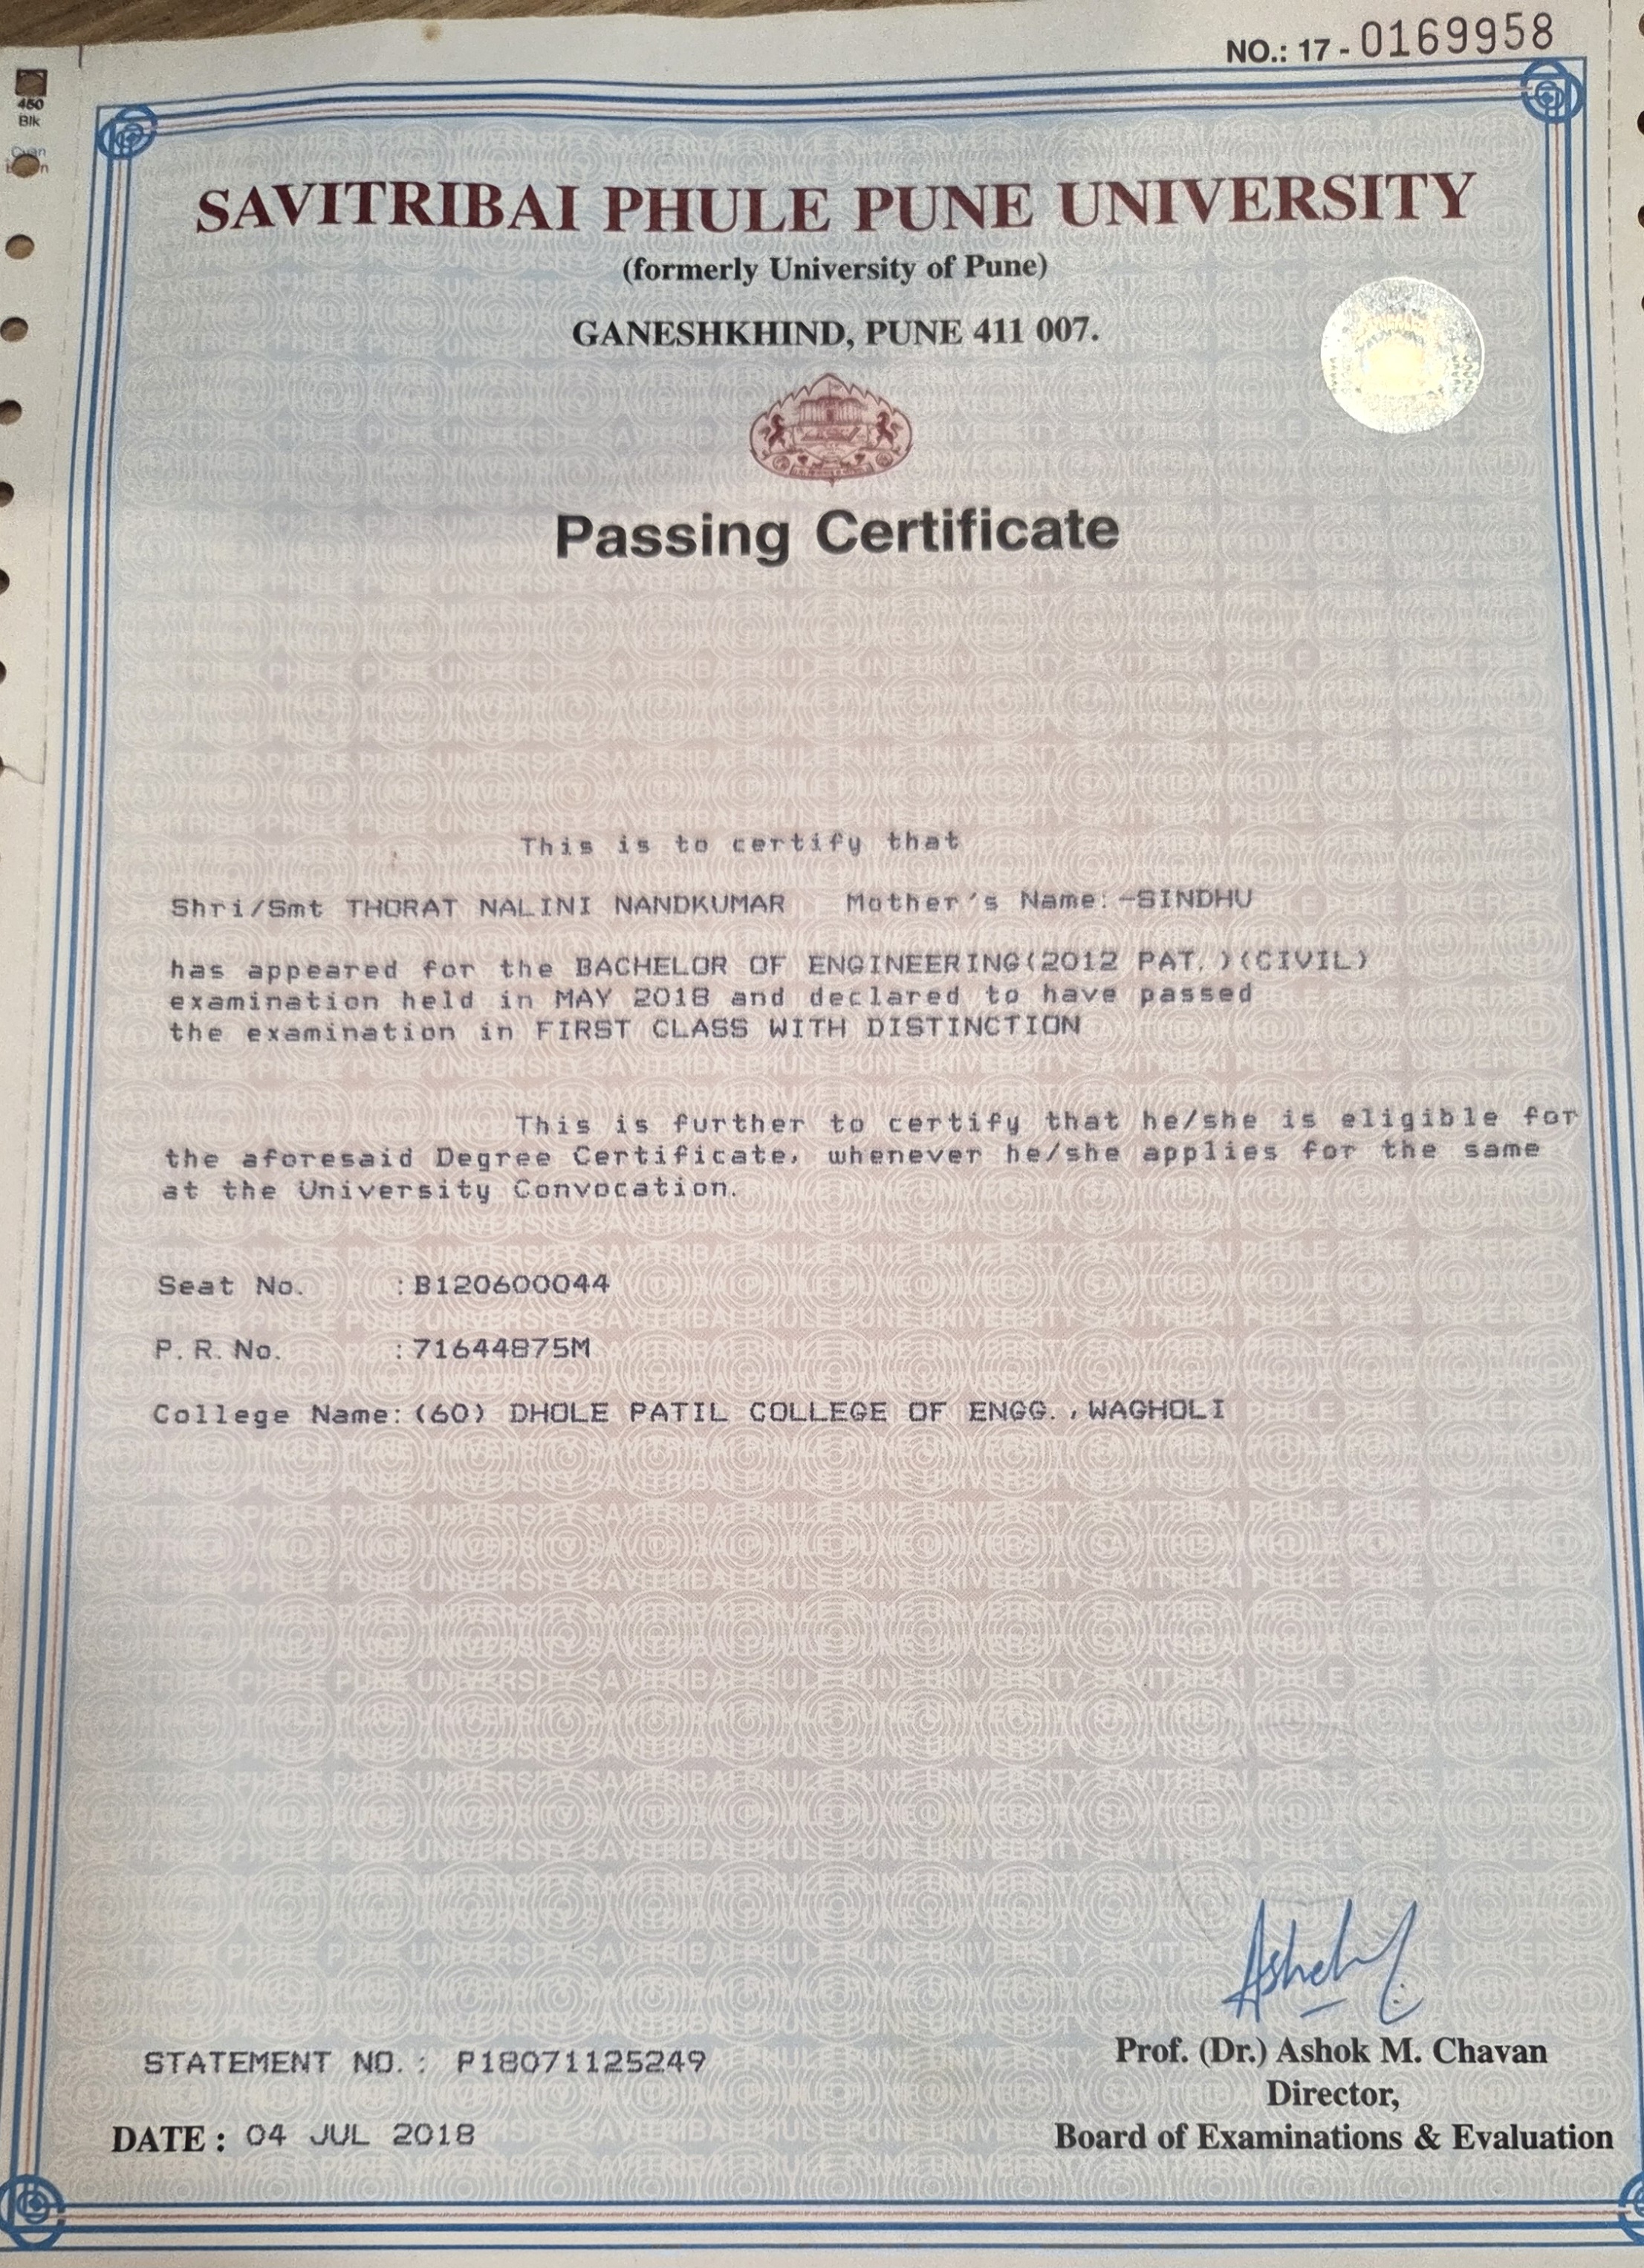 NO.: 17 - 0169958
450
Blk
Cyan
SAVITRIBAI PHULE PUNE UNIVERSITY
(formerly University of Pune)
GANESHKHIND, PUNE 411 007.
Passing Certificate
This is to certify that
Shri/Smt THORAT NALINI NANDKUMAR Mother's Name:-SINDHU
has appeared for the BACHELOR OF ENGINEERING(2012 PAT.)(CIVIL)
examination held in MAY 2018 and declared to have passed
the examination in FIRST CLASS WITH DISTINCTION
This is further to certify that he/she is eligible for
the aforesaid Degree Certificate, whenever he/she applies for the same
at the University Convocation.
Seat No. :B120600044
P.R.No. :71644875M
College Name:(60) DHOLE PATIL COLLEGE OF ENGG.,WAGHOLI
STATEMENT NO.: P18071125249
DATE : 04 JUL 2018
Prof. (Dr.) Ashok M. Chavan
Director,
Board of Examinations & Evaluation